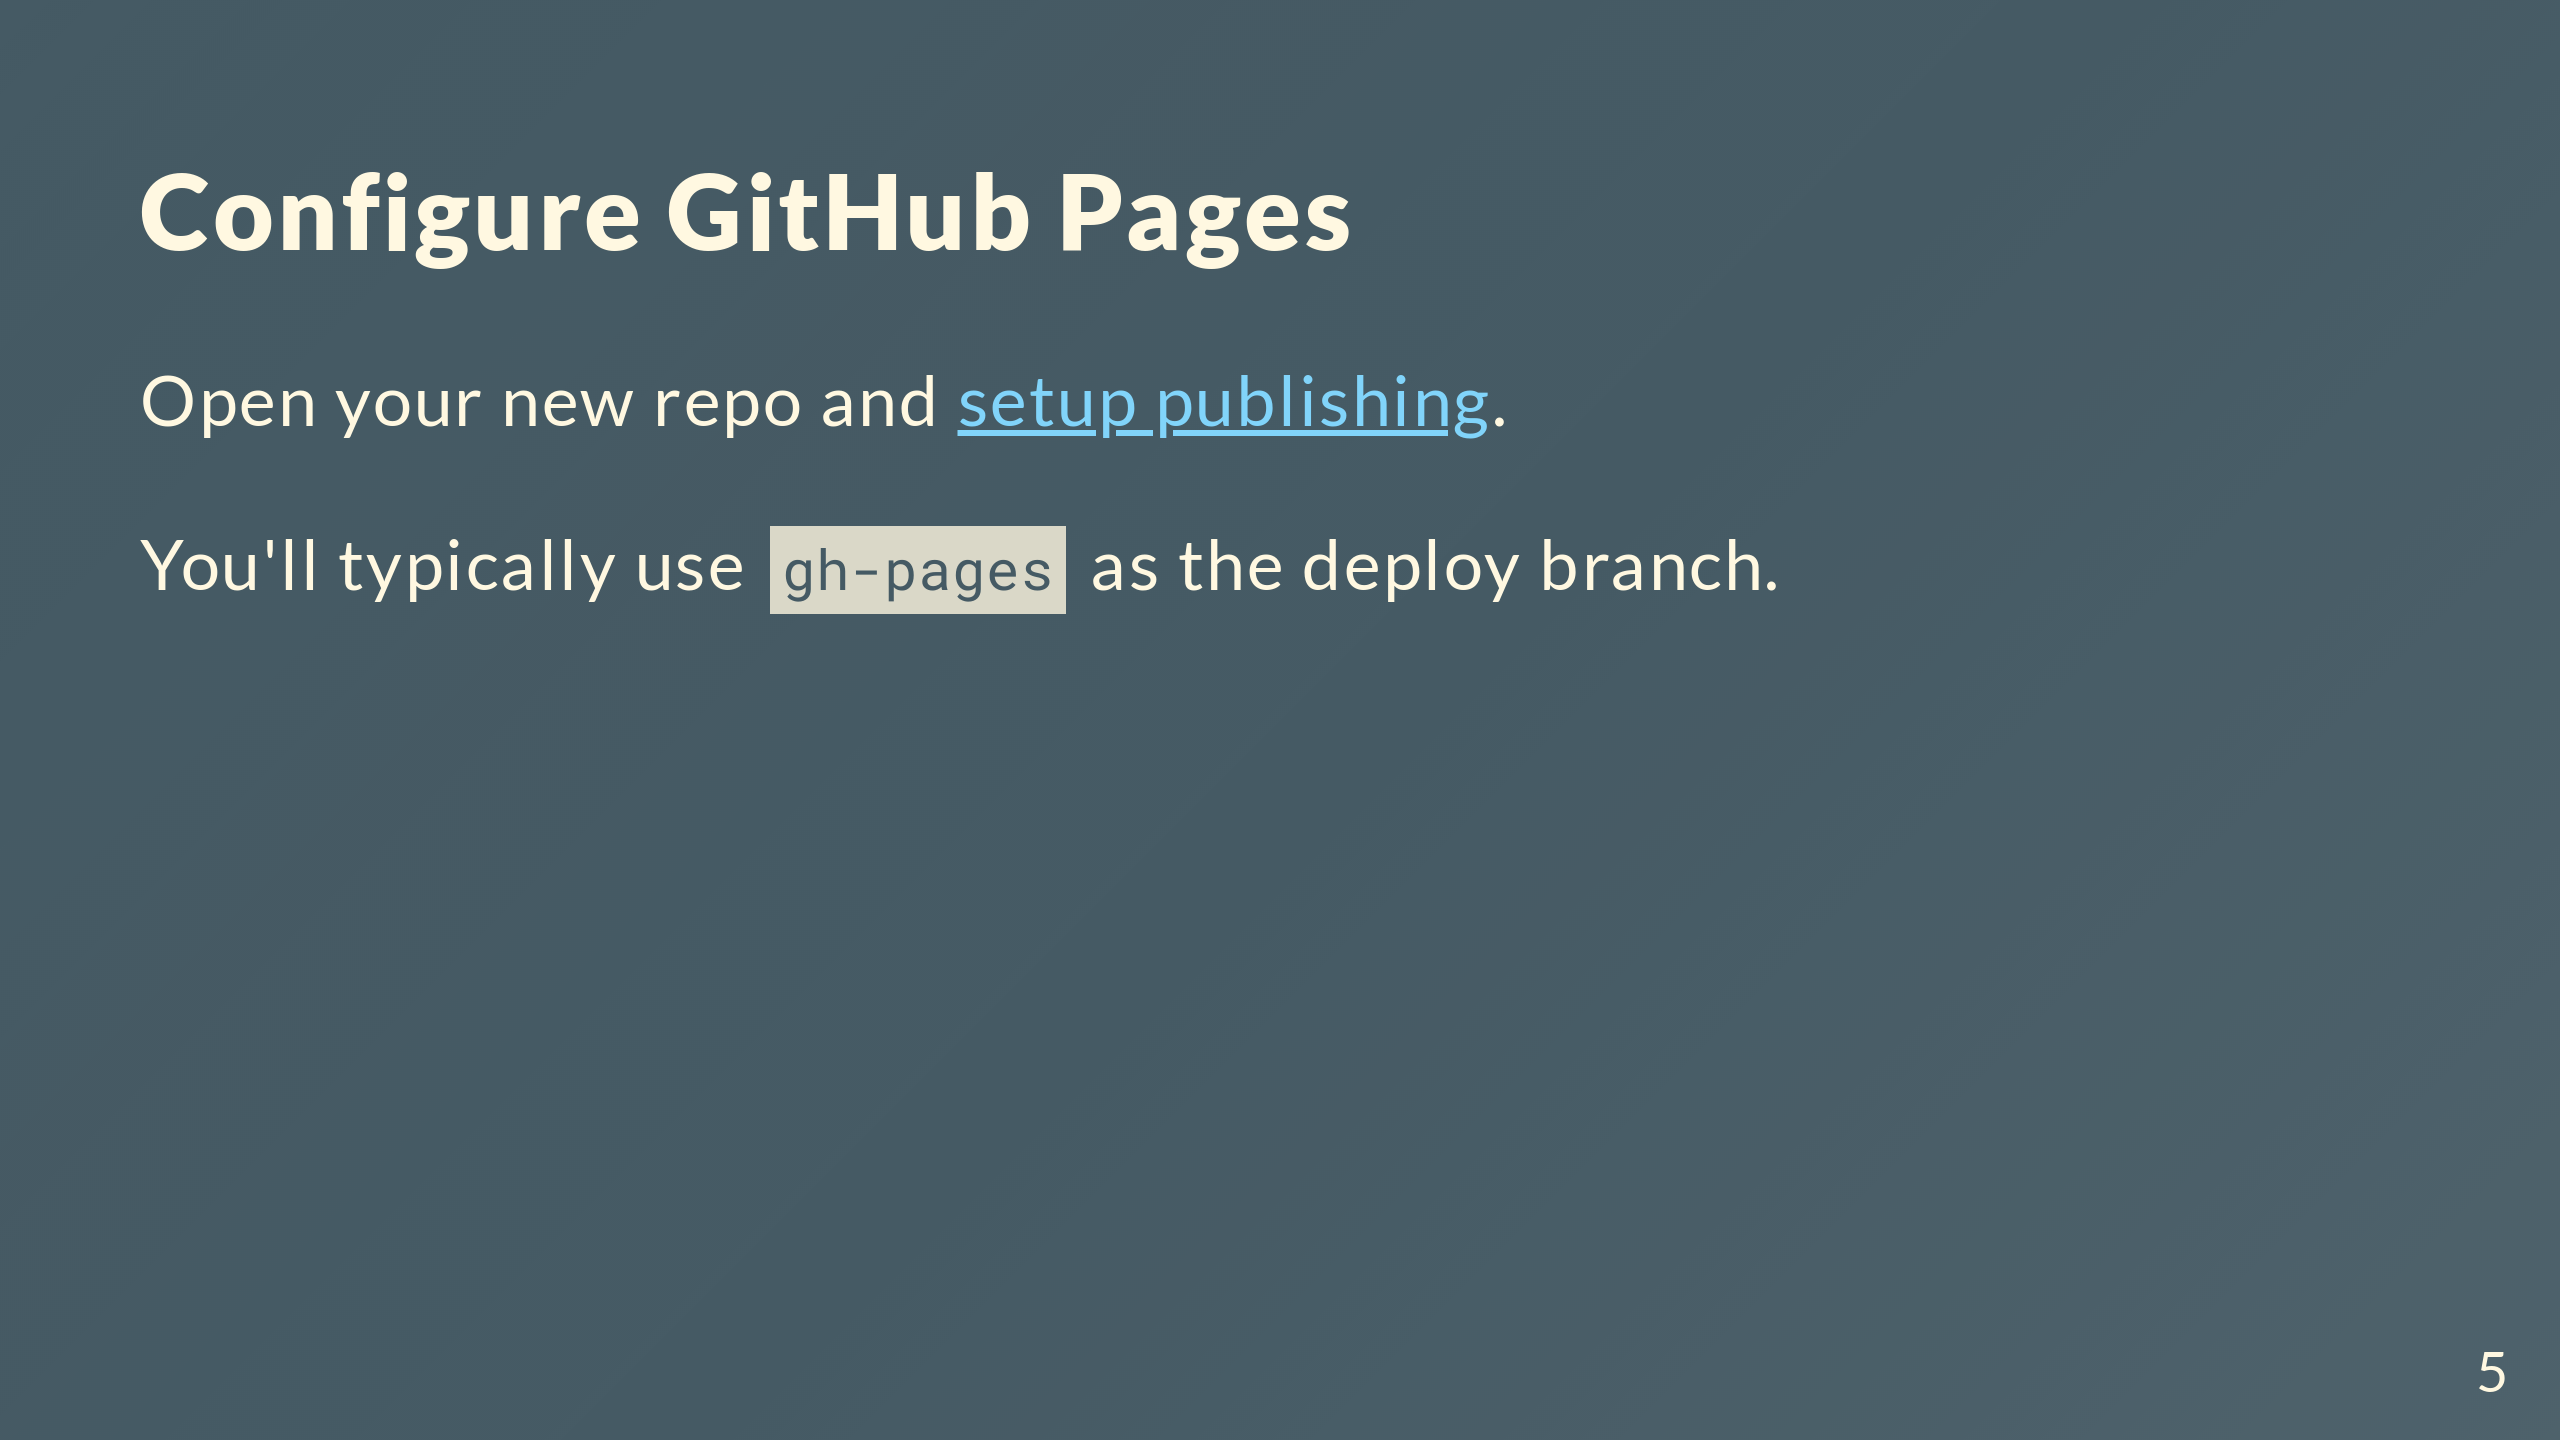 Configure GitHub Pages
Open your new repo and setup publishing.
You'll typically use gh-pages as the deploy branch.
5